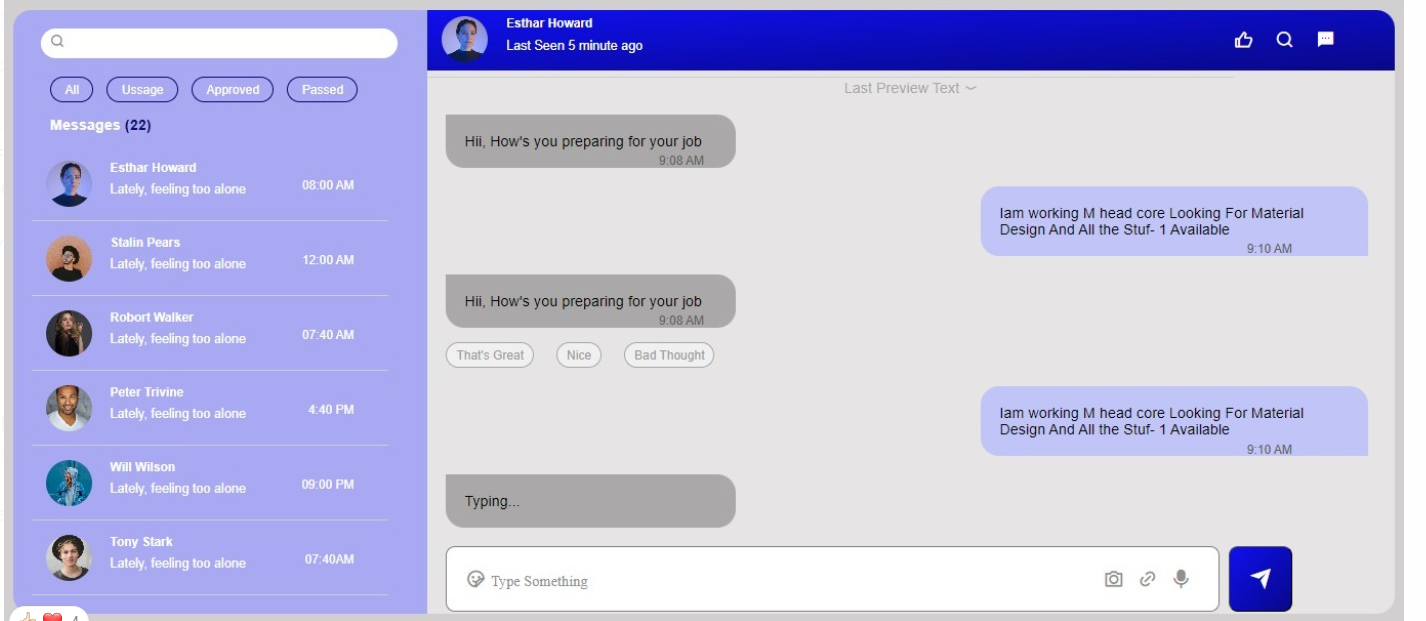 All
Ussage
Approved
Passed
Messages (22)
Esthar Howard
Lately, feeling too alone
08:00 AM
Stalin Pears
Lately, feeling too alone
12:00 AM
Robort Walker
Lately, feeling too alone
07:40 AM
Peter Trivine
Lately, feeling too alone
4:40 PM
Will Wilson
Lately, feeling too alone
09:00 PM
Tony Stark
Lately, feeling too alone
07:40AM
Esthar Howard
Last Seen 5 minute ago
Last Preview Text
Hii, How's you preparing for your job
9:08 AM
Iam working M head core Looking For Material
Design And All the Stuf- 1 Available
9:10 AM
Hii, How's you preparing for your job
9:08 AM
That's Great
Nice
Bad Thought
Iam working M head core Looking For Material
Design And All the Stuf- 1 Available
9:10 AM
Typing...
Type Something